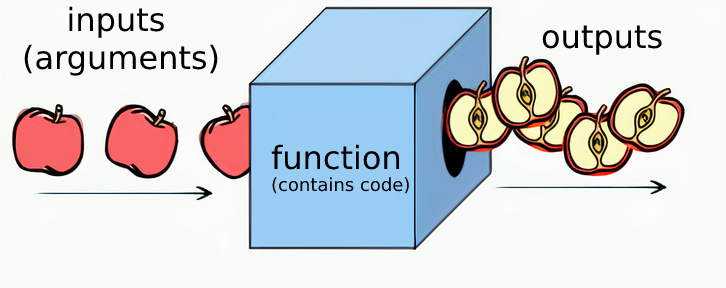 inputs
(arguments)
outputs
function
(contains code)